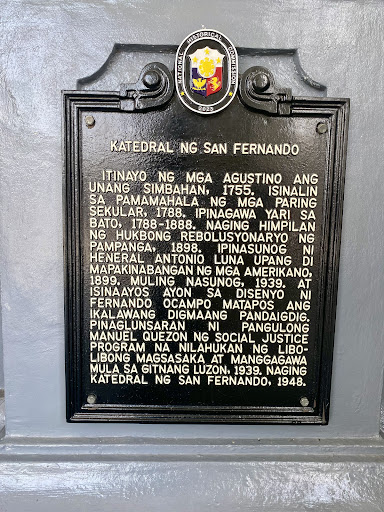 NATIONAL HISTORICAL COMMISSION
KATEDRAL NG SAN FERNANDO
ITINAYO NG MGA AGUSTINO ANG
UNANG SIMBAHAN, 1755. ISINALIN
SA PAMAMAHALA NG MGA PARING
SEKULAR, 1788. IPINAGAWA YARI SA
BATO, 1788-1888. NAGING HIMPILAN
NG HUKBONG REBOLUSYONARYO NG
PAMPANGA, 1898. IPINASUNOG NI
HENERAL ANTONIO LUNA UPANG DI
MAPAKINABANGAN NG MGA AMERIKANO,
1899. MULING NASUNOG, 1939. AT
ISINAAYOS AYON SA DISENYO NI
FERNANDO OCAMPO MATAPOS ANG
IKALAWANG DIGMAANG PANDAIGDIG.
PINAGLUNSARAN NI PANGULONG
MANUEL QUEZON NG SOCIAL JUSTICE
PROGRAM NA NILAHUKAN NG LIBO-
LIBONG MAGSASAKA AT MANGGAGAWA
MULA SA GITNANG LUZON, 1939. NAGING
KATEDRAL NG SAN FERNANDO, 1948.